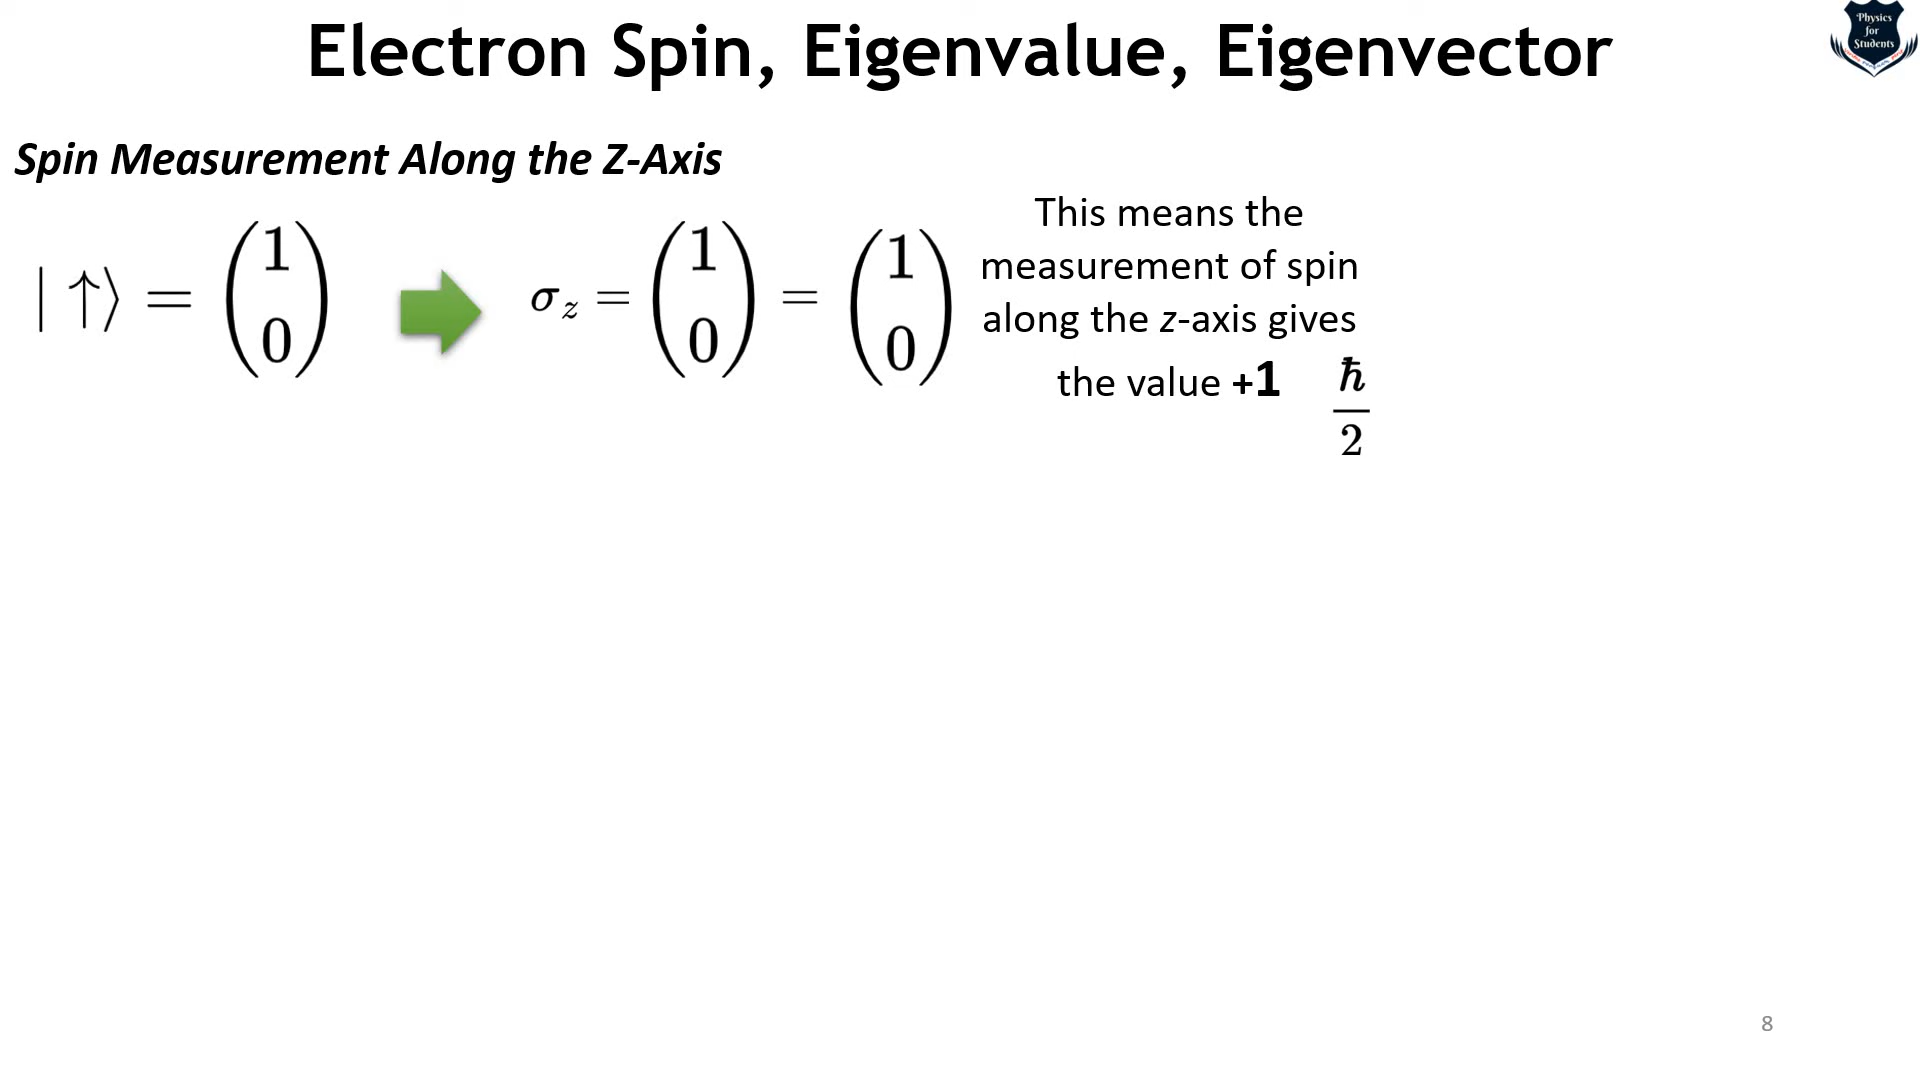 Electron Spin, Eigenvalue, Eigenvector
Physics
for
Students
Spin Measurement Along the Z-Axis
| ↑⟩ = (1 0)
σz = (1 0) = (1 0)
This means the
measurement of spin
along the z-axis gives
the value +1 ħ/2
8